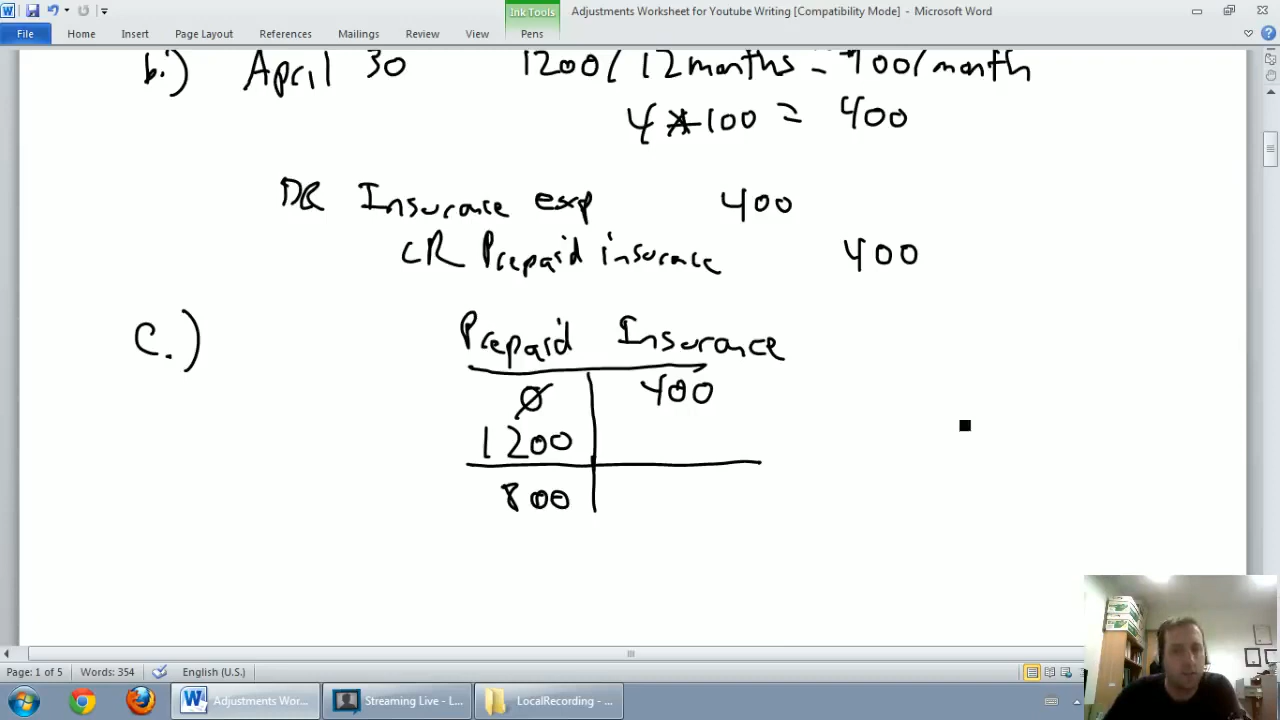 Ink Tools
Adjustments Worksheet for Youtube Writing [Compatibility Mode] - Microsoft Word
File Home Insert Page Layout References Mailings Review View Pens
b.) April 30 1200/12 months = 100/month
4 * 100 = 400
DR Insurance exp 400
CR Prepaid insurance 400
C.) Prepaid Insurance
0 400
1200
800
Page: 1 of 5 Words: 354 English (U.S.)
Adjustments Wor... Streaming Live - L... LocalRecording - ...